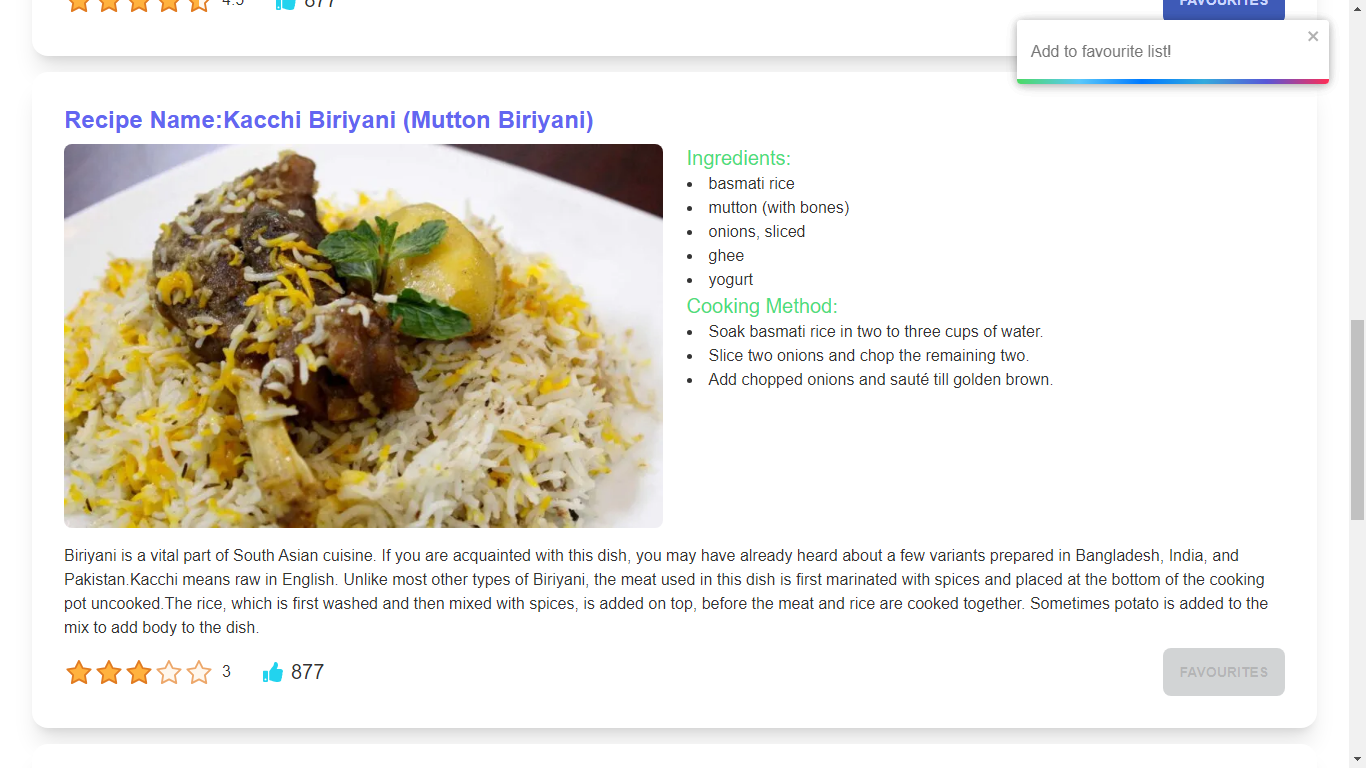 4.5 877 FAVOURITES
Add to favourite list!
Recipe Name:Kacchi Biriyani (Mutton Biriyani)
Ingredients:
basmati rice
mutton (with bones)
onions, sliced
ghee
yogurt
Cooking Method:
Soak basmati rice in two to three cups of water.
Slice two onions and chop the remaining two.
Add chopped onions and sauté till golden brown.
Biriyani is a vital part of South Asian cuisine. If you are acquainted with this dish, you may have already heard about a few variants prepared in Bangladesh, India, and
Pakistan.Kacchi means raw in English. Unlike most other types of Biriyani, the meat used in this dish is first marinated with spices and placed at the bottom of the cooking
pot uncooked.The rice, which is first washed and then mixed with spices, is added on top, before the meat and rice are cooked together. Sometimes potato is added to the
mix to add body to the dish.
3 877 FAVOURITES